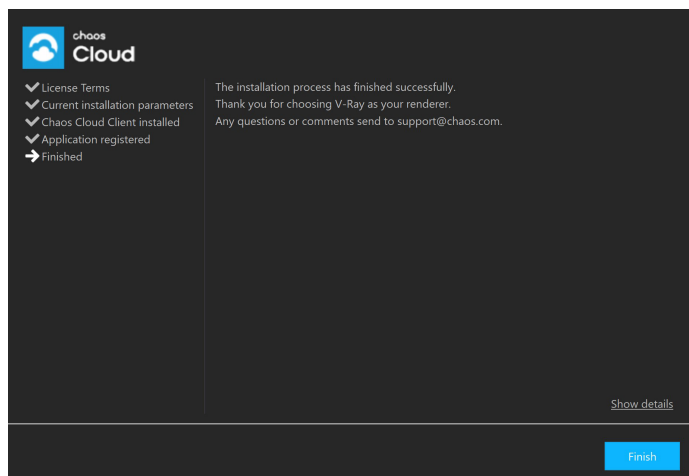 chaos
Cloud
License Terms
Current installation parameters
Chaos Cloud Client installed
Application registered
Finished
The installation process has finished successfully.
Thank you for choosing V-Ray as your renderer.
Any questions or comments send to support@chaos.com.
Show details
Finish